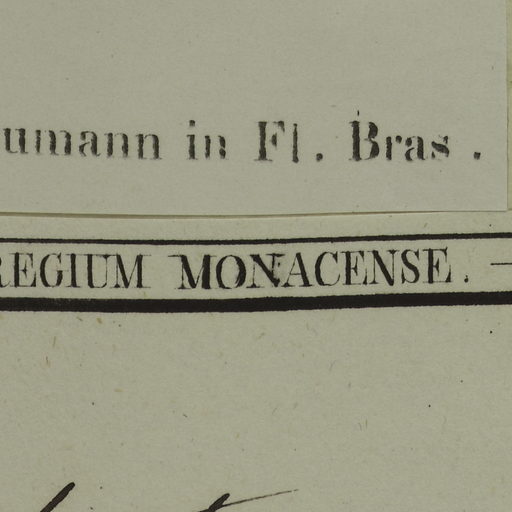 umann in Fl. Bras.
REGIUM MONACENSE. —